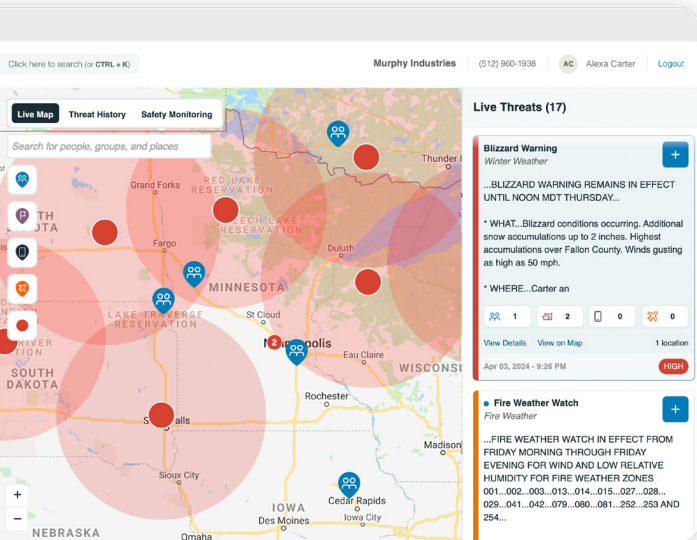 Click here to search (or CTRL + K)
Murphy Industries
(512) 960-1938
AC
Alexa Carter
Logout
Live Map
Threat History
Safety Monitoring
Search for people, groups, and places
Thunder
Grand Forks
RED LAKE
RESERVATION
LEECH LAKE
RESERVATION
Fargo
Duluth
MINNESOTA
LAKE TRAVERSE
RESERVATION
St Cloud
2
Eau Claire
WISCONSI
SOUTH
DAKOTA
Rochester
Madison
Sioux City
Cedar Rapids
IOWA
Iowa City
Des Moines
NEBRASKA
Omaha
+
−
Live Threats (17)
Blizzard Warning
Winter Weather
+
...BLIZZARD WARNING REMAINS IN EFFECT
UNTIL NOON MDT THURSDAY...
* WHAT...Blizzard conditions occurring. Additional
snow accumulations up to 2 inches. Highest
accumulations over Fallon County. Winds gusting
as high as 50 mph.
* WHERE...Carter an
1
2
0
0
View Details
View on Map
1 location
Apr 03, 2024 - 9:26 PM
HIGH
Fire Weather Watch
Fire Weather
+
...FIRE WEATHER WATCH IN EFFECT FROM
FRIDAY MORNING THROUGH FRIDAY
EVENING FOR WIND AND LOW RELATIVE
HUMIDITY FOR FIRE WEATHER ZONES
001...002...003...013...014...015...027...028...
029...041...042...079...080...081...252...253 AND
254...